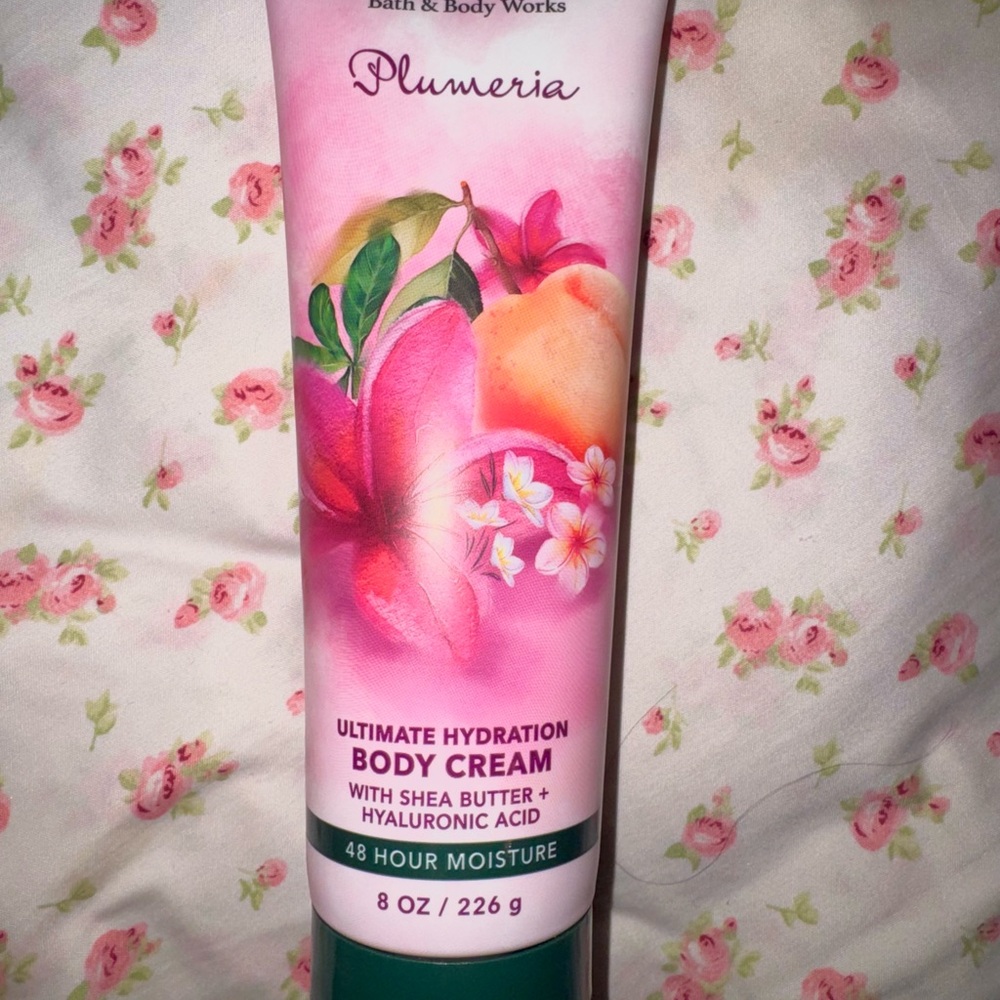 Bath & Body Works
Plumeria
ULTIMATE HYDRATION
BODY CREAM
WITH SHEA BUTTER +
HYALURONIC ACID
48 HOUR MOISTURE
8 OZ / 226 g